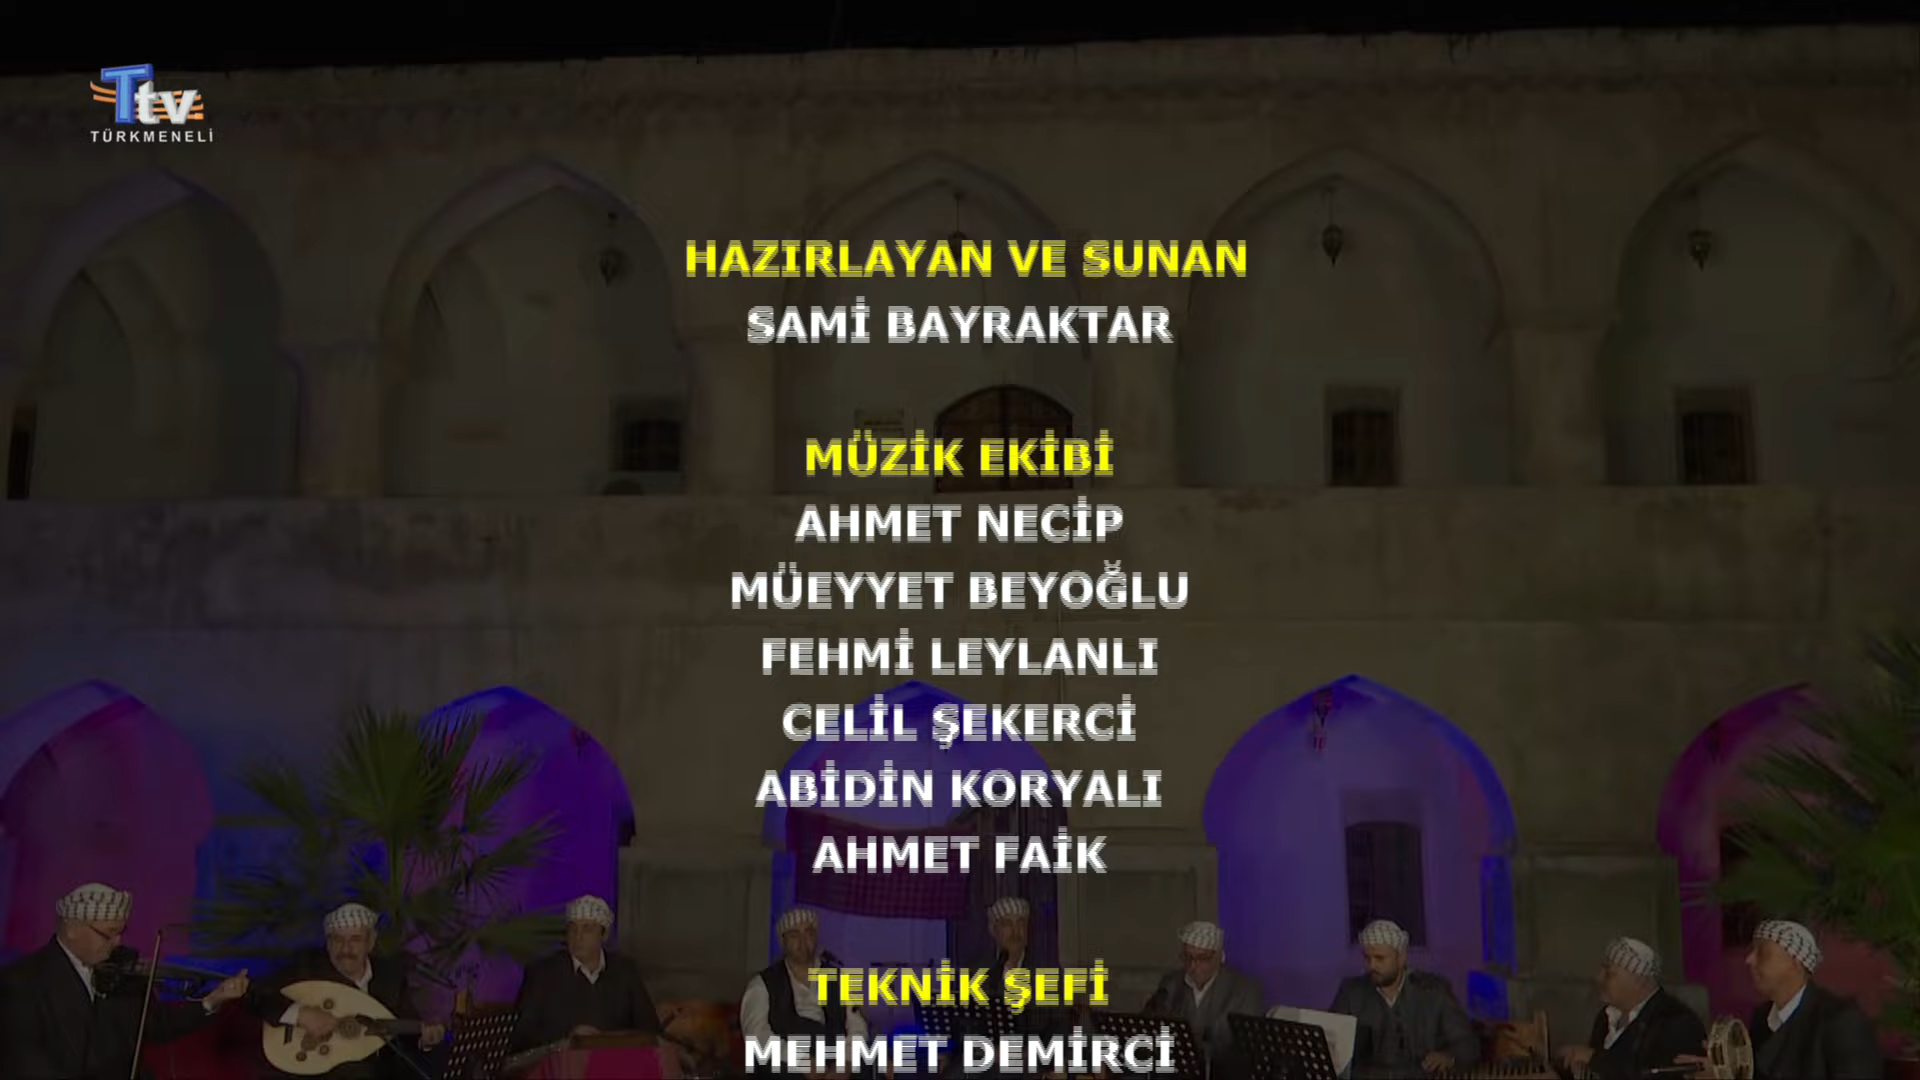 Ttv
TÜRKMENELİ
HAZIRLAYAN VE SUNAN
SAMİ BAYRAKTAR
MÜZİK EKİBİ
AHMET NECİP
MÜEYYET BEYOĞLU
FEHMİ LEYLANLI
CELİL ŞEKERCİ
ABİDİN KORYALI
AHMET FAİK
TEKNİK ŞEFİ
MEHMET DEMİRCİ